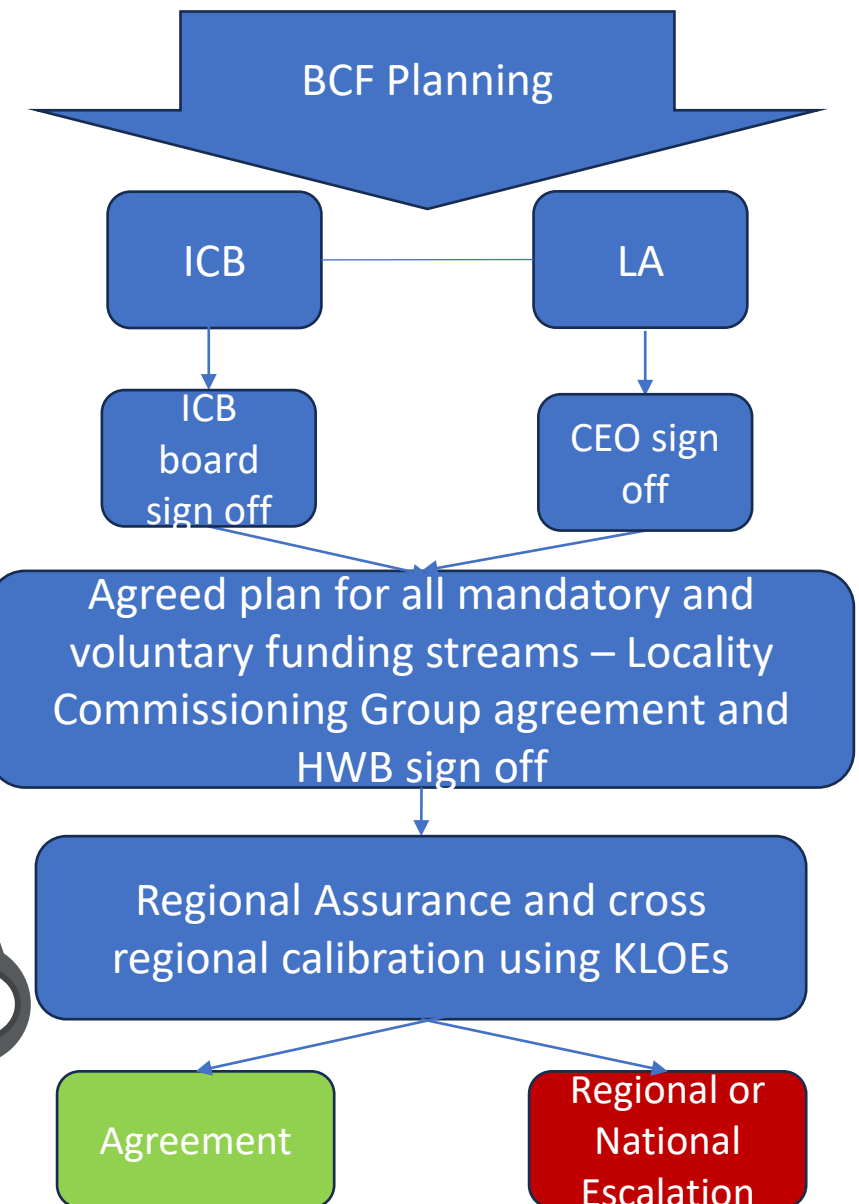 BCF Planning
ICB
LA
ICB
board
sign off
CEO sign
off
Agreed plan for all mandatory and
voluntary funding streams – Locality
Commissioning Group agreement and
HWB sign off
Regional Assurance and cross
regional calibration using KLOEs
Agreement
Regional or
National
Escalation